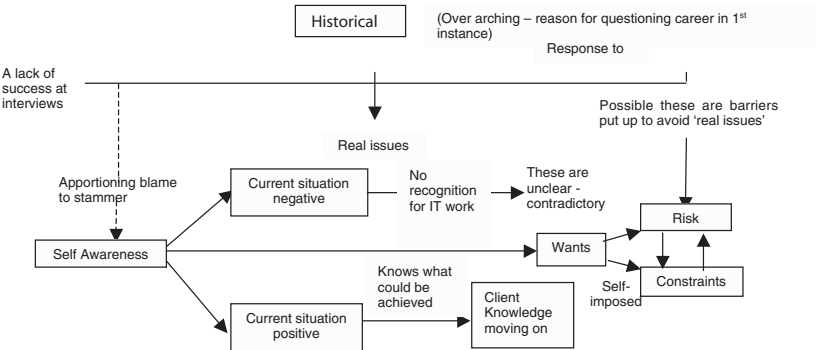 Historical
(Over arching – reason for questioning career in 1st
instance)
Response to
A lack of
success at
interviews
Possible these are barriers
put up to avoid ‘real issues’
Real issues
Apportioning blame
to stammer
Current situation
negative
No
recognition
for IT work
These are
unclear -
contradictory
Risk
Self Awareness
Wants
Knows what
could be
achieved
Self-
imposed
Constraints
Client
Knowledge
moving on
Current situation
positive